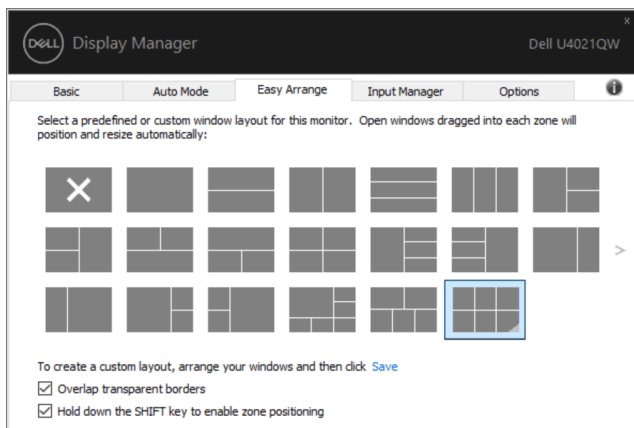 DELL Display Manager Dell U4021QW x
Basic Auto Mode Easy Arrange Input Manager Options
Select a predefined or custom window layout for this monitor. Open windows dragged into each zone will
position and resize automatically:
To create a custom layout, arrange your windows and then click Save
Overlap transparent borders
Hold down the SHIFT key to enable zone positioning